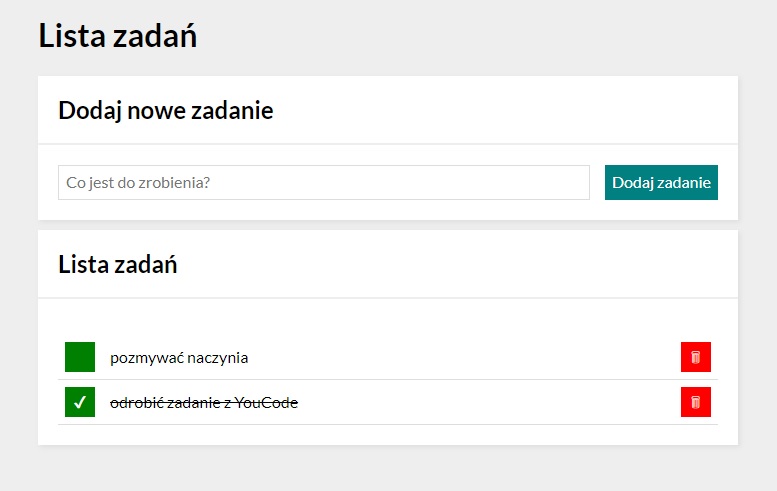 Lista zadań
Dodaj nowe zadanie
Co jest do zrobienia?
Dodaj zadanie
Lista zadań
pozmywać naczynia
odrobić zadanie z YouCode